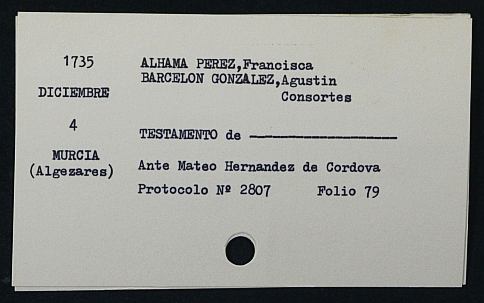 1735
DICIEMBRE
4
MURCIA
(Algezares)
ALHAMA PEREZ,Francisca
BARCELON GONZALEZ,Agustin
Consortes
TESTAMENTO de ——————————
Ante Mateo Hernandez de Cordova
Protocolo Nº 2807 Folio 79